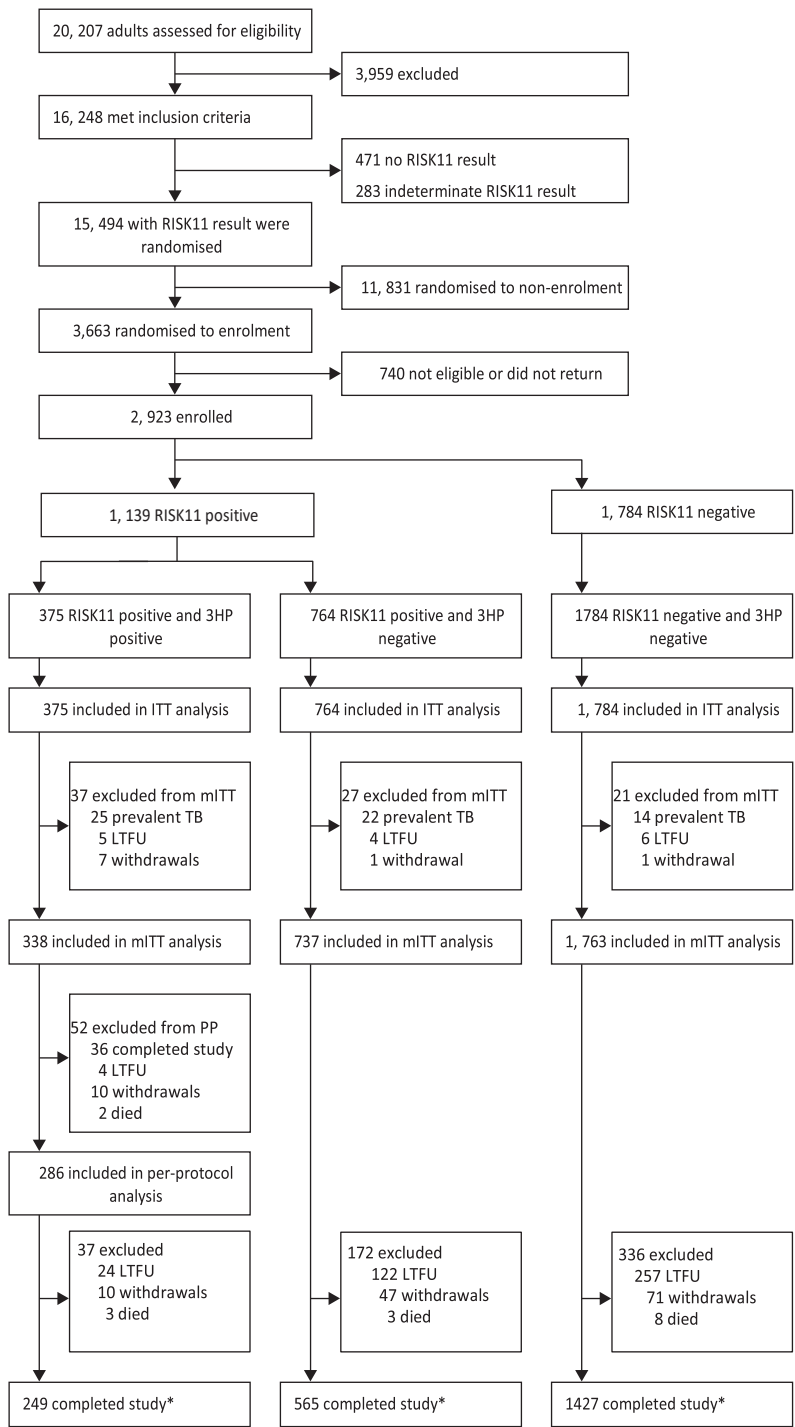 20, 207 adults assessed for eligibility
3,959 excluded
16, 248 met inclusion criteria
471 no RISK11 result
283 indeterminate RISK11 result
15, 494 with RISK11 result were
randomised
11, 831 randomised to non-enrolment
3,663 randomised to enrolment
740 not eligible or did not return
2, 923 enrolled
1, 139 RISK11 positive
1, 784 RISK11 negative
375 RISK11 positive and 3HP
positive
764 RISK11 positive and 3HP
negative
1784 RISK11 negative and 3HP
negative
375 included in ITT analysis
764 included in ITT analysis
1, 784 included in ITT analysis
37 excluded from mITT
25 prevalent TB
5 LTFU
7 withdrawals
27 excluded from mITT
22 prevalent TB
4 LTFU
1 withdrawal
21 excluded from mITT
14 prevalent TB
6 LTFU
1 withdrawal
338 included in mITT analysis
737 included in mITT analysis
1, 763 included in mITT analysis
52 excluded from PP
36 completed study
4 LTFU
10 withdrawals
2 died
286 included in per-protocol
analysis
37 excluded
24 LTFU
10 withdrawals
3 died
172 excluded
122 LTFU
47 withdrawals
3 died
336 excluded
257 LTFU
71 withdrawals
8 died
249 completed study*
565 completed study*
1427 completed study*